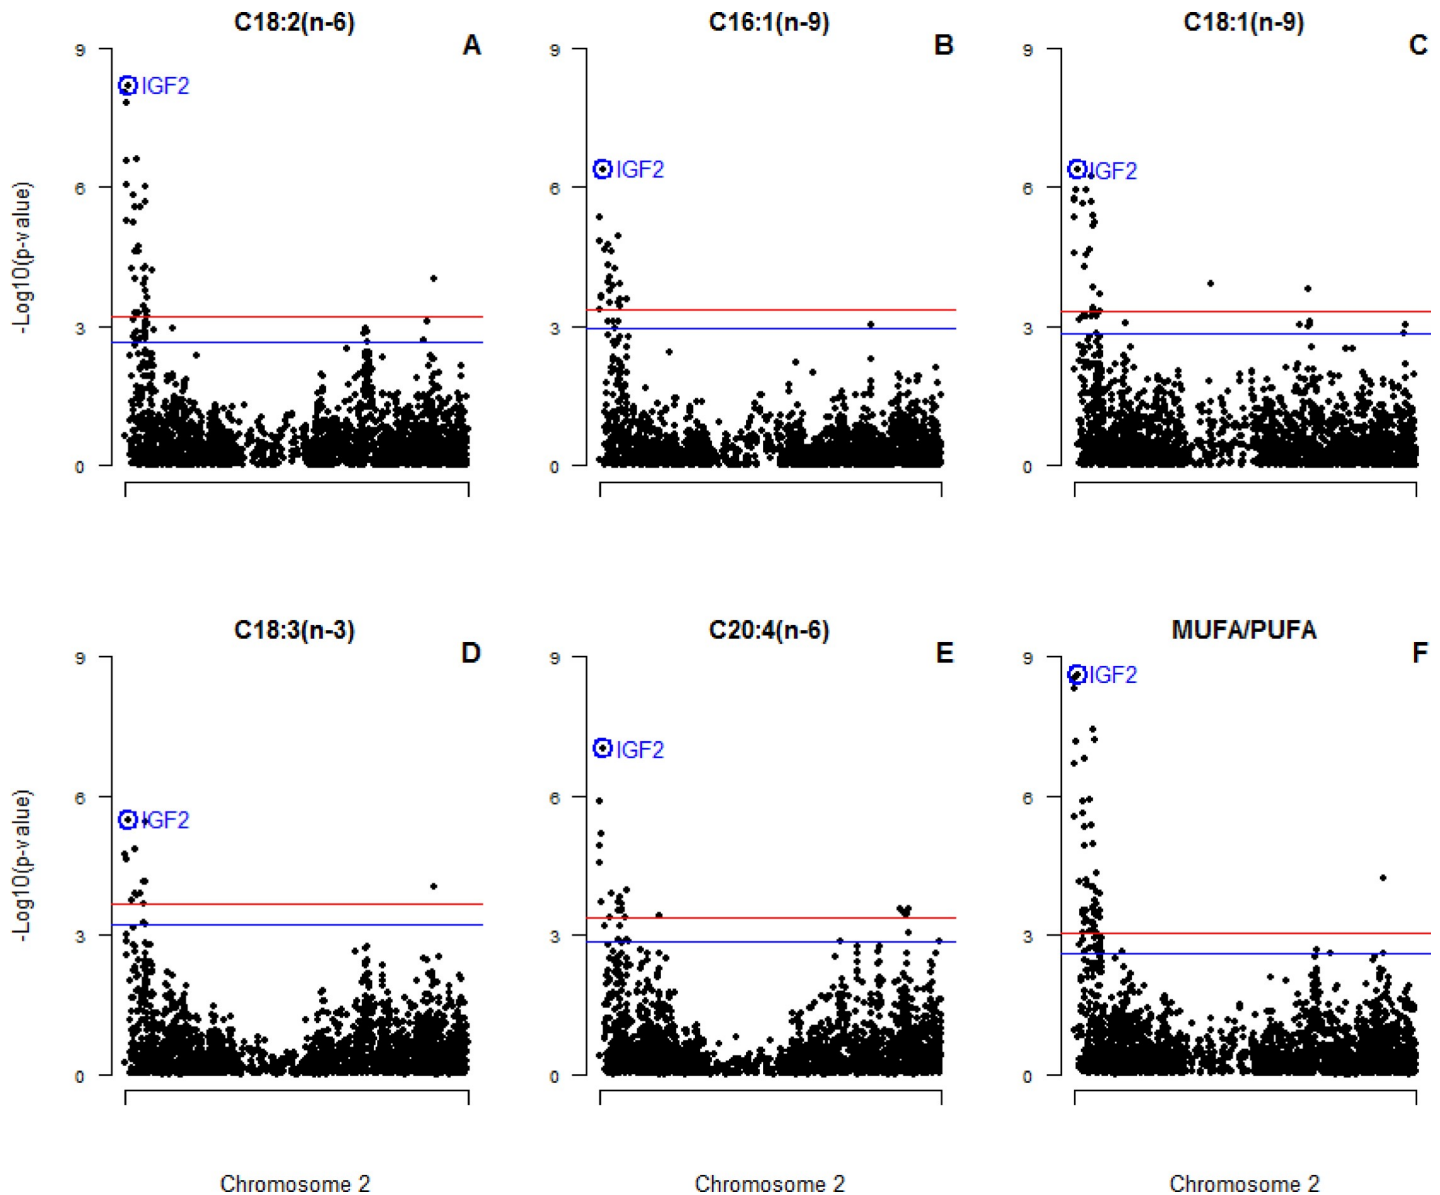 C18:2(n-6)
A
C16:1(n-9)
B
C18:1(n-9)
C
-Log10(p-value)
9
6
3
0
IGF2
9
6
3
0
IGF2
9
6
3
0
IGF2
C18:3(n-3)
D
C20:4(n-6)
E
MUFA/PUFA
F
-Log10(p-value)
9
6
3
0
IGF2
9
6
3
0
IGF2
9
6
3
0
IGF2
Chromosome 2
Chromosome 2
Chromosome 2